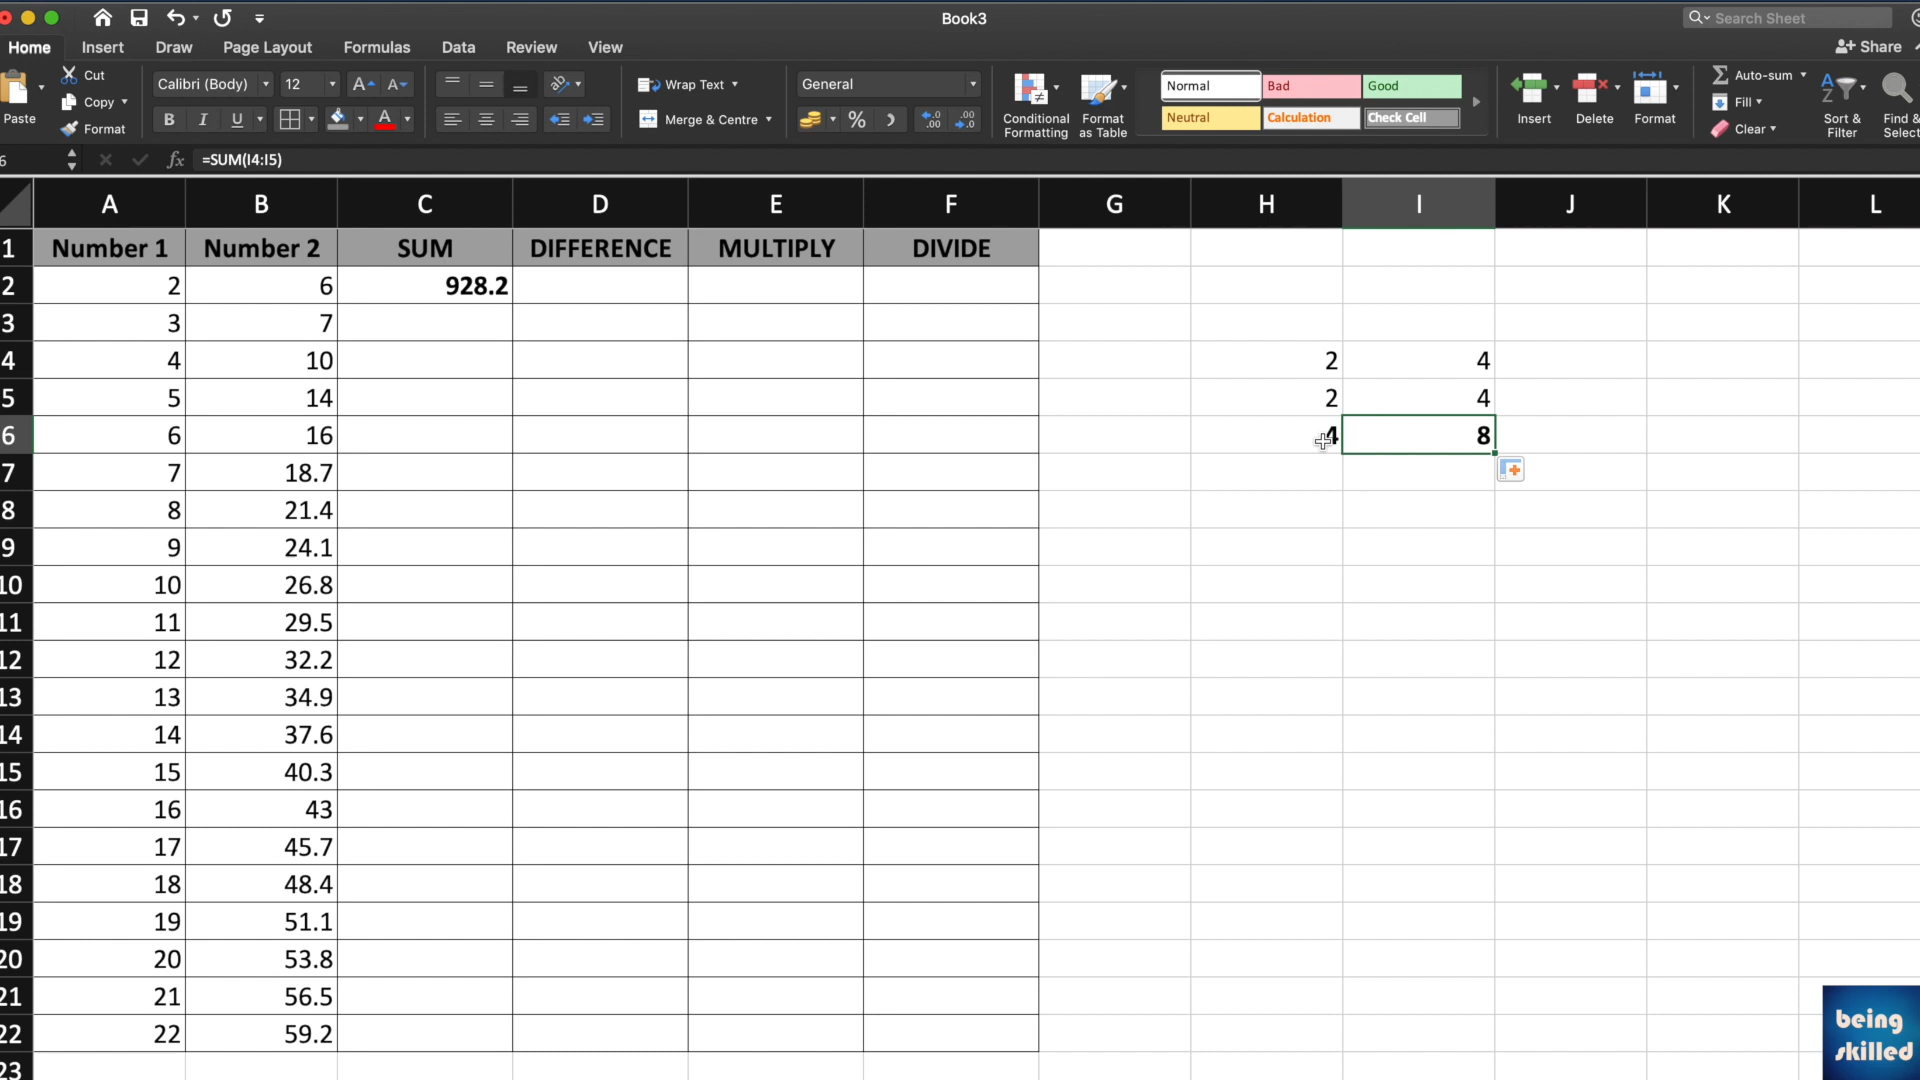 Book3
Search Sheet
Home Insert Draw Page Layout Formulas Data Review View
Share
Paste
Cut
Copy
Format
Calibri (Body) 12
B I U
Wrap Text
Merge & Centre
General
Conditional Formatting
Format as Table
Normal Bad Good
Neutral Calculation Check Cell
Insert Delete Format
Auto-sum
Fill
Clear
Sort & Filter
Find &
Select
6 fx =SUM(I4:I5)
A B C D E F G H I J K L
1 Number 1 Number 2 SUM DIFFERENCE MULTIPLY DIVIDE
2 2 6 928.2
3 3 7
4 4 10 2 4
5 5 14 2 4
6 6 16 4 8
7 7 18.7
8 8 21.4
9 9 24.1
10 10 26.8
11 11 29.5
12 12 32.2
13 13 34.9
14 14 37.6
15 15 40.3
16 16 43
17 17 45.7
18 18 48.4
19 19 51.1
20 20 53.8
21 21 56.5
22 22 59.2
23
being
skilled